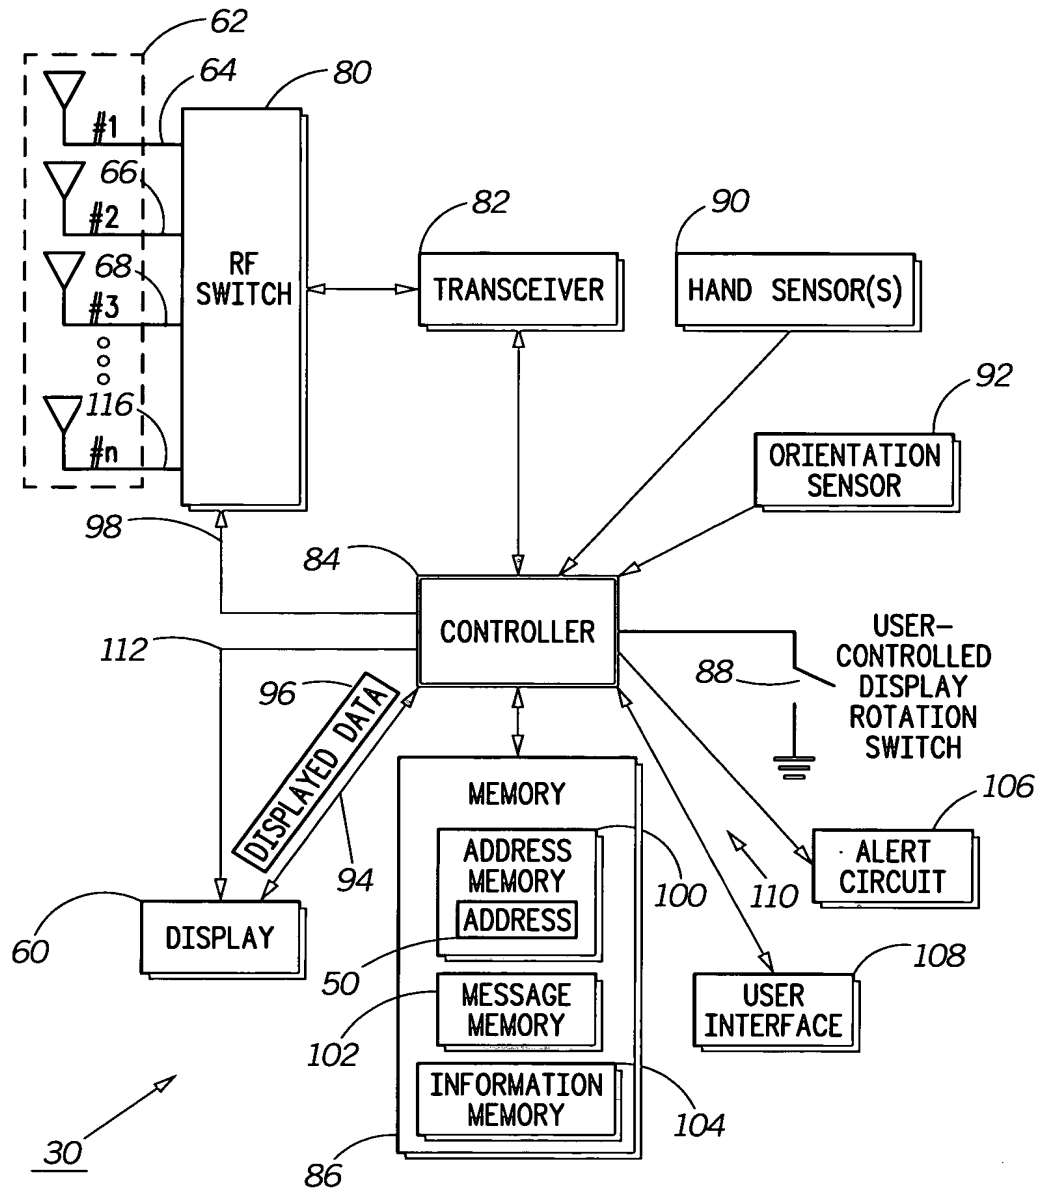 62
64
80
#1
66
82
90
#2
RF
SWITCH
68
TRANSCEIVER
HAND SENSOR(S)
#3
92
116
ORIENTATION
SENSOR
#n
98
84
CONTROLLER
USER-
CONTROLLED
DISPLAY
ROTATION
SWITCH
112
88
96
DISPLAYED DATA
94
MEMORY
106
ADDRESS
MEMORY
ADDRESS
100
110
ALERT
CIRCUIT
60
DISPLAY
50
108
MESSAGE
MEMORY
USER
INTERFACE
102
INFORMATION
MEMORY
104
30
86